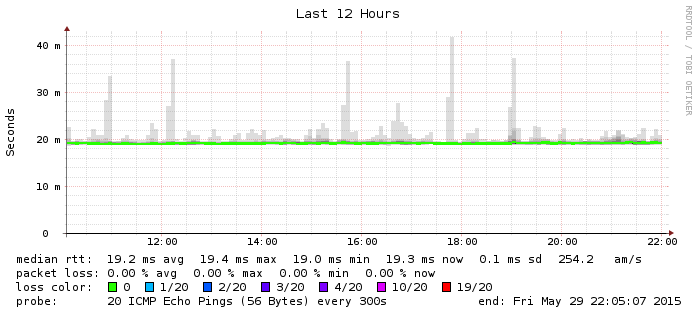 Last 12 Hours
RRDTOOL / TOBI OETIKER
Seconds
40 m
30 m
20 m
10 m
0
12:00 14:00 16:00 18:00 20:00 22:00
median rtt: 19.2 ms avg 19.4 ms max 19.0 ms min 19.3 ms now 0.1 ms sd 254.2 am/s
packet loss: 0.00 % avg 0.00 % max 0.00 % min 0.00 % now
loss color: 0 1/20 2/20 3/20 4/20 10/20 19/20
probe: 20 ICMP Echo Pings (56 Bytes) every 300s end: Fri May 29 22:05:07 2015